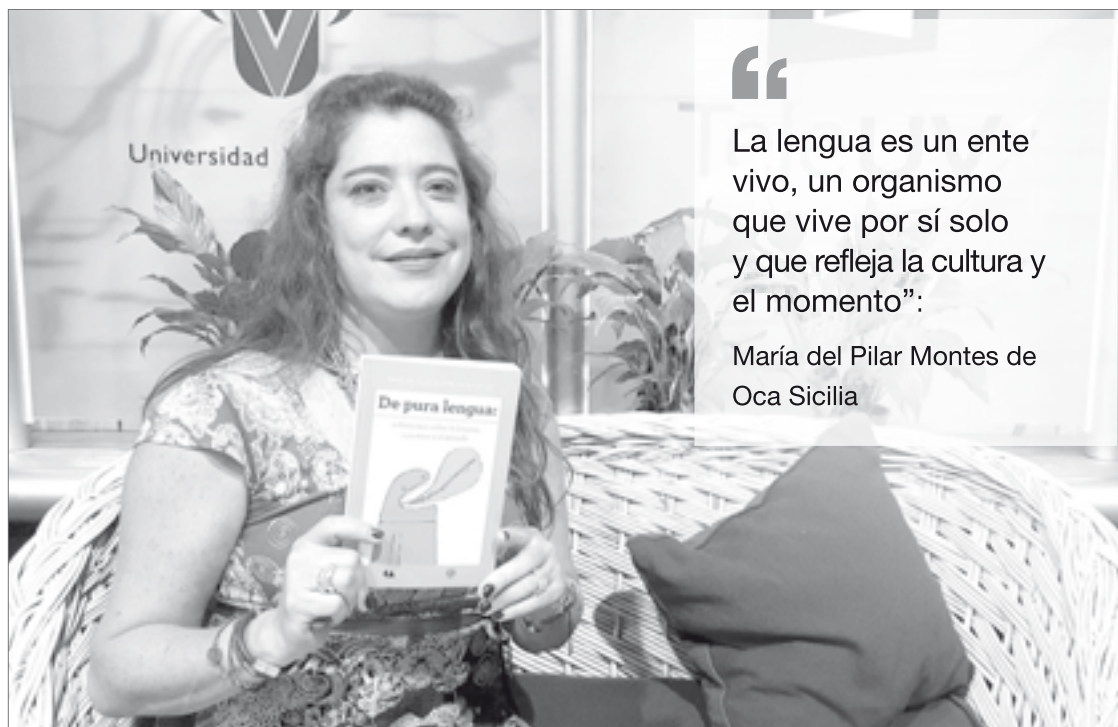 Universidad
“
La lengua es un ente
vivo, un organismo
que vive por sí solo
y que refleja la cultura y
el momento”:
María del Pilar Montes de
Oca Sicilia
De pura lengua: